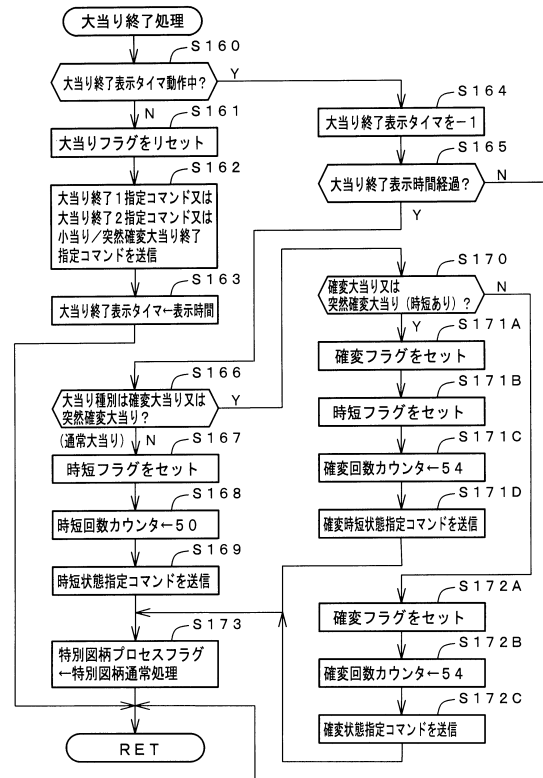 大当り終了処理
S160
大当り終了表示タイマ動作中？
Y
N
S161
大当りフラグをリセット
S162
大当り終了1指定コマンド又は
大当り終了2指定コマンド又は
小当り／突然確変大当り終了
指定コマンドを送信
S163
大当り終了表示タイマ←表示時間
S164
大当り終了表示タイマを－1
S165
大当り終了表示時間経過？
N
Y
S166
大当り種別は確変大当り又は
突然確変大当り？
Y
(通常大当り)
N
S167
時短フラグをセット
S168
時短回数カウンタ←50
S169
時短状態指定コマンドを送信
S170
確変大当り又は
突然確変大当り（時短あり）？
N
Y
S171A
確変フラグをセット
S171B
時短フラグをセット
S171C
確変回数カウンタ←54
S171D
確変時短状態指定コマンドを送信
S172A
確変フラグをセット
S172B
確変回数カウンタ←54
S172C
確変状態指定コマンドを送信
S173
特別図柄プロセスフラグ
←特別図柄通常処理
RET